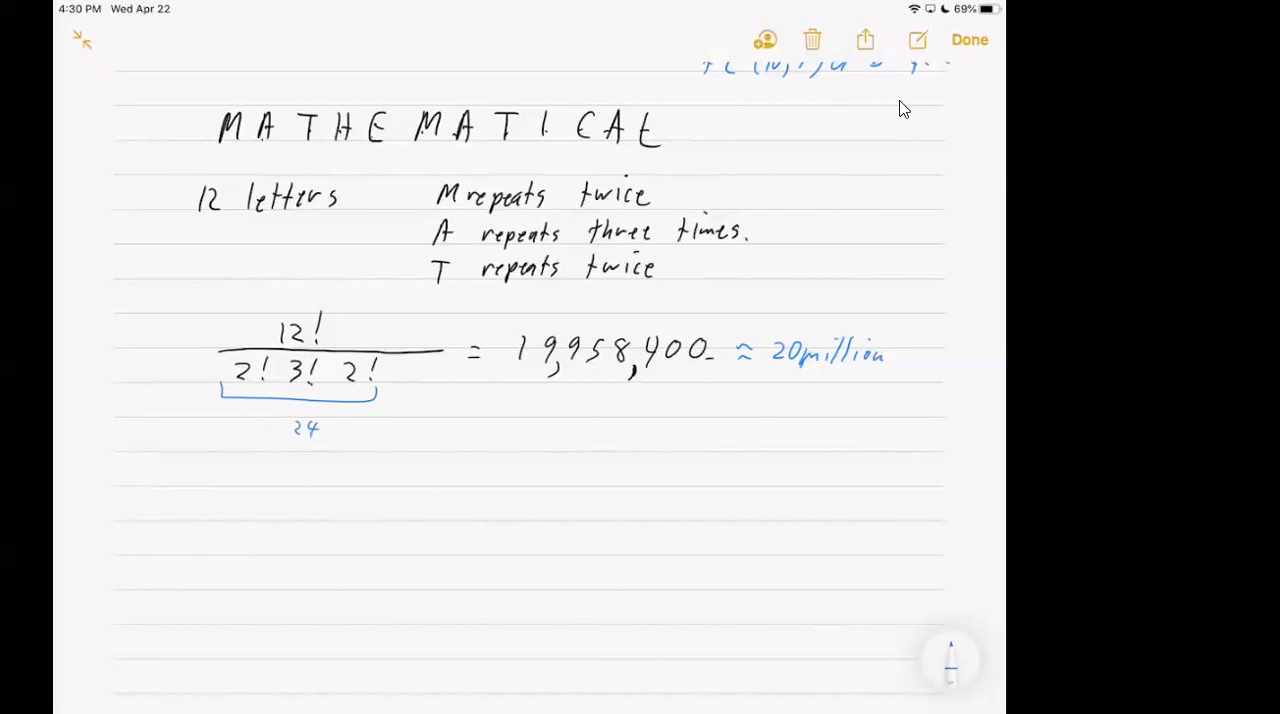 4:30 PM Wed Apr 22 69%
Done
MATHEMATICAL
12 letters M repeats twice
A repeats three times.
T repeats twice
12!
2! 3! 2! = 19,958,400 ≈ 20million
24